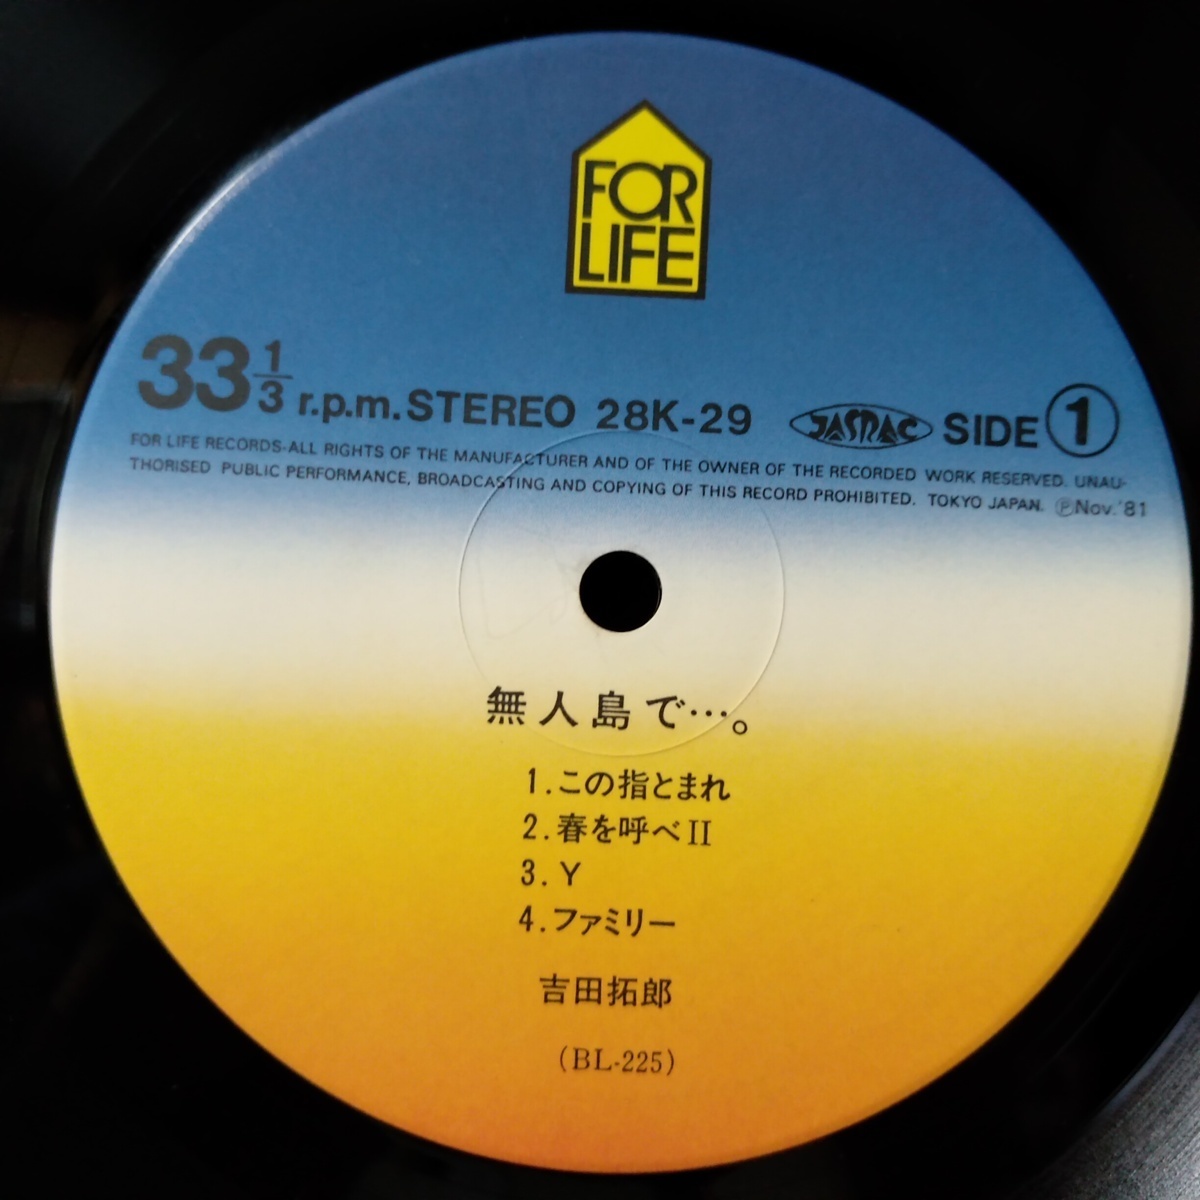 FOR
LIFE
33 1/3 r.p.m. STEREO 28K-29 JASRAC SIDE 1
FOR LIFE RECORDS-ALL RIGHTS OF THE MANUFACTURER AND OF THE OWNER OF THE RECORDED WORK RESERVED. UNAU-
THORISED PUBLIC PERFORMANCE, BROADCASTING AND COPYING OF THIS RECORD PROHIBITED. TOKYO JAPAN. ℗Nov.'81
無人島で…。
1.この指とまれ
2.春を呼べII
3.Y
4.ファミリー
吉田拓郎
(BL-225)